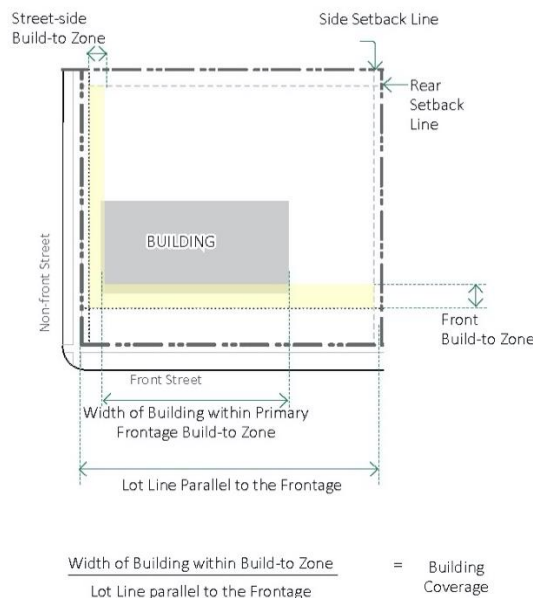 Street-side
Build-to Zone
Side Setback Line
Rear
Setback
Line
BUILDING
Non-front Street
Front
Build-to Zone
Front Street
Width of Building within Primary
Frontage Build-to Zone
Lot Line Parallel to the Frontage
Width of Building within Build-to Zone
Lot Line parallel to the Frontage
=
Building
Coverage